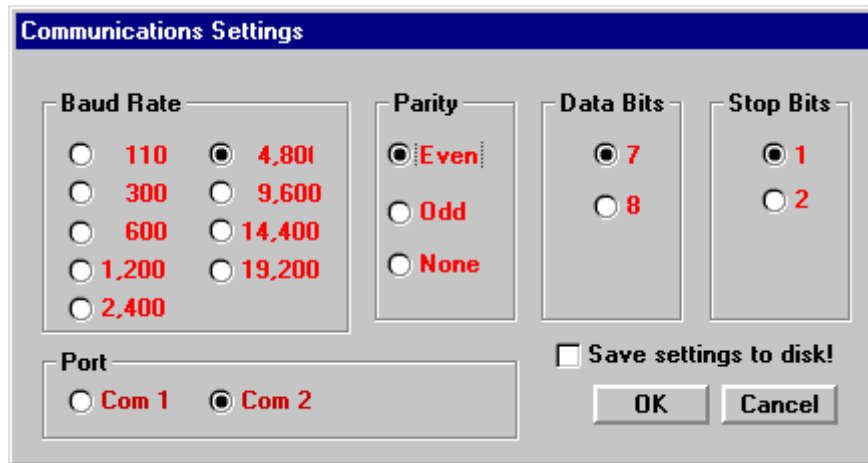 Communications Settings
Baud Rate
110
300
600
1,200
2,400
4,80
9,600
14,400
19,200
Parity
Even
Odd
None
Data Bits
7
8
Stop Bits
1
2
Port
Com 1
Com 2
Save settings to disk!
OK
Cancel